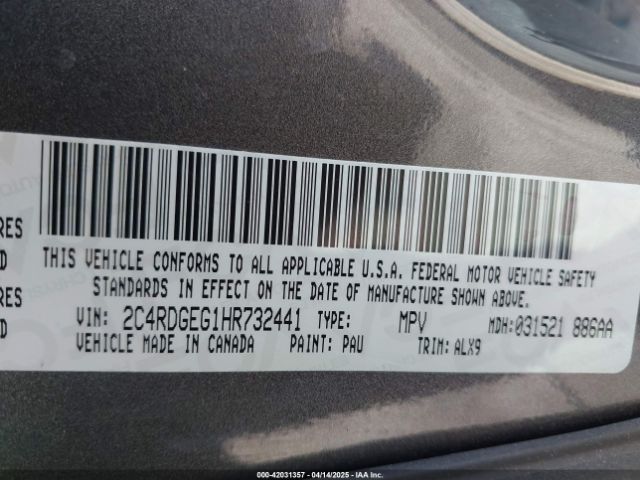 RES
D
RES
D
THIS VEHICLE CONFORMS TO ALL APPLICABLE U.S.A. FEDERAL MOTOR VEHICLE SAFETY
STANDARDS IN EFFECT ON THE DATE OF MANUFACTURE SHOWN ABOVE.
VIN: 2C4RDGEG1HR732441 TYPE: MPV MDH:031521 886AA
VEHICLE MADE IN CANADA PAINT: PAU TRIM: ALX9
000-42031357 - 04/14/2025 - IAA Inc.